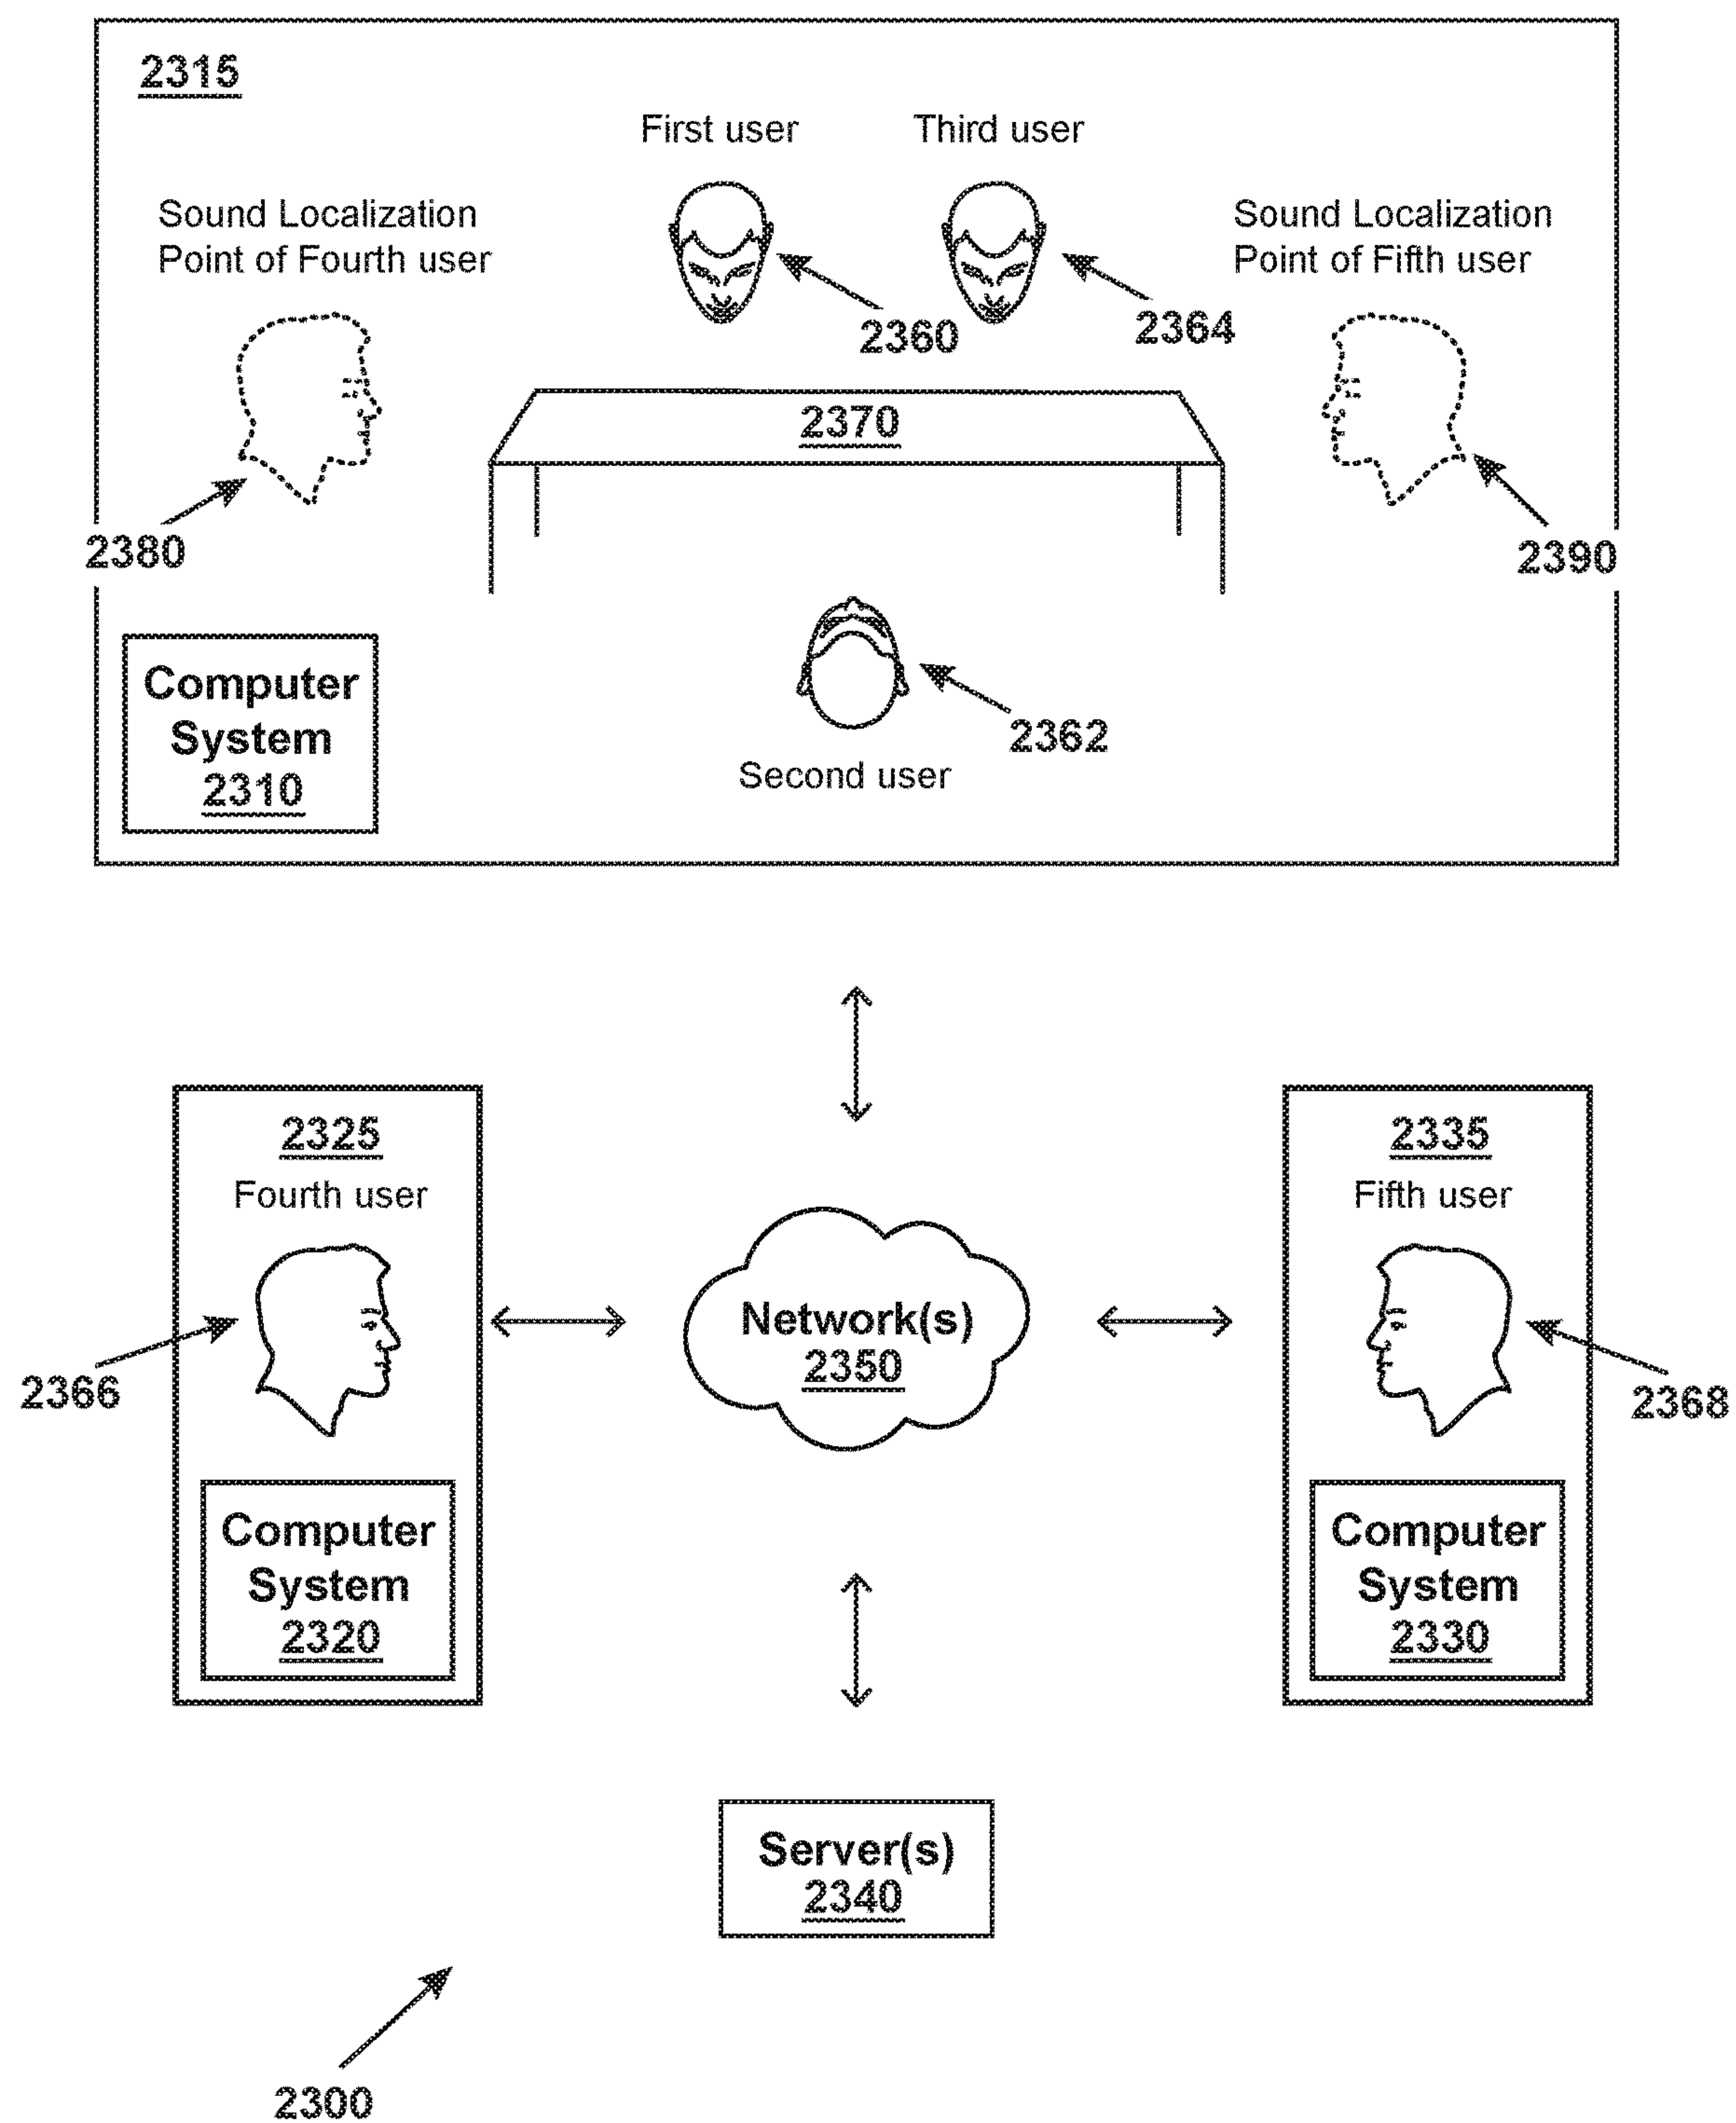 2315
First user
Third user
Sound Localization
Point of Fourth user
Sound Localization
Point of Fifth user
2360
2364
2370
2380
2390
Computer
System
2310
2362
Second user
2325
Fourth user
2335
Fifth user
Network(s)
2350
2366
2368
Computer
System
2320
Computer
System
2330
Server(s)
2340
2300